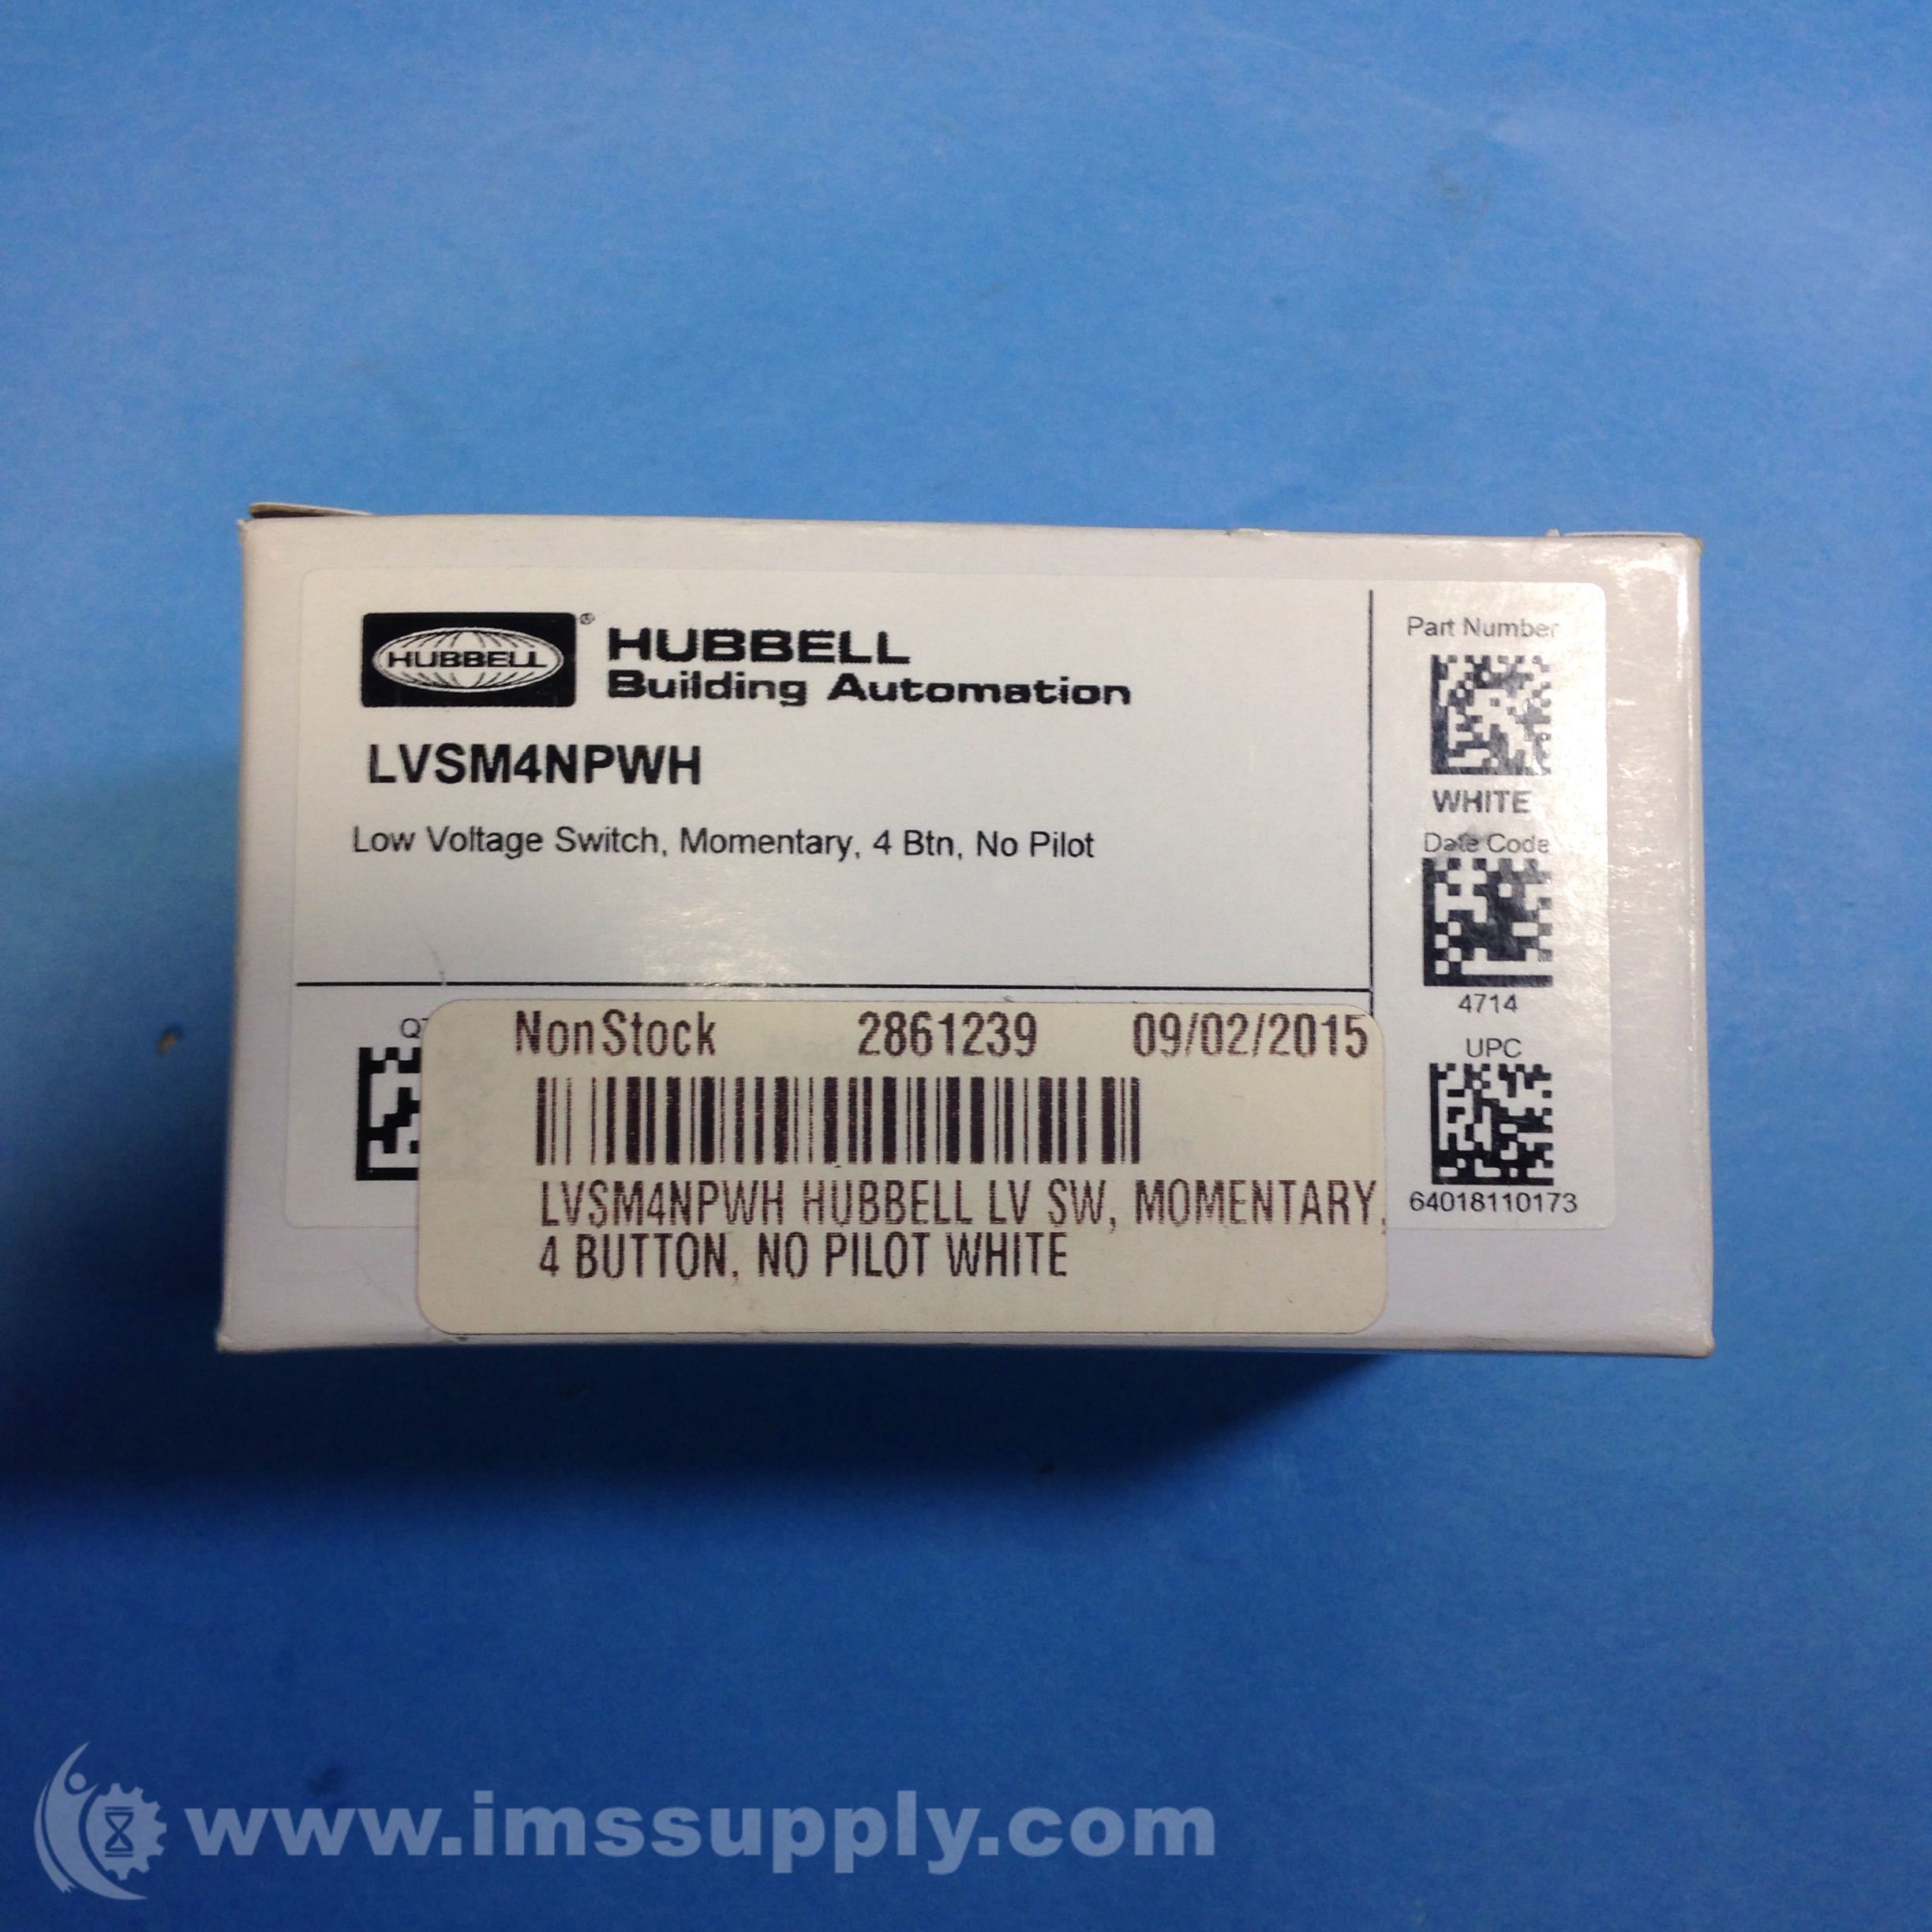 HUBBELL ® HUBBELL
Building Automation
LVSM4NPWH
Low Voltage Switch, Momentary, 4 Btn, No Pilot
Part Number
WHITE
Date Code
4714
UPC
64018110173
NonStock 2861239 09/02/2015
LVSM4NPWH HUBBELL LV SW, MOMENTARY,
4 BUTTON, NO PILOT WHITE
www.imssupply.com